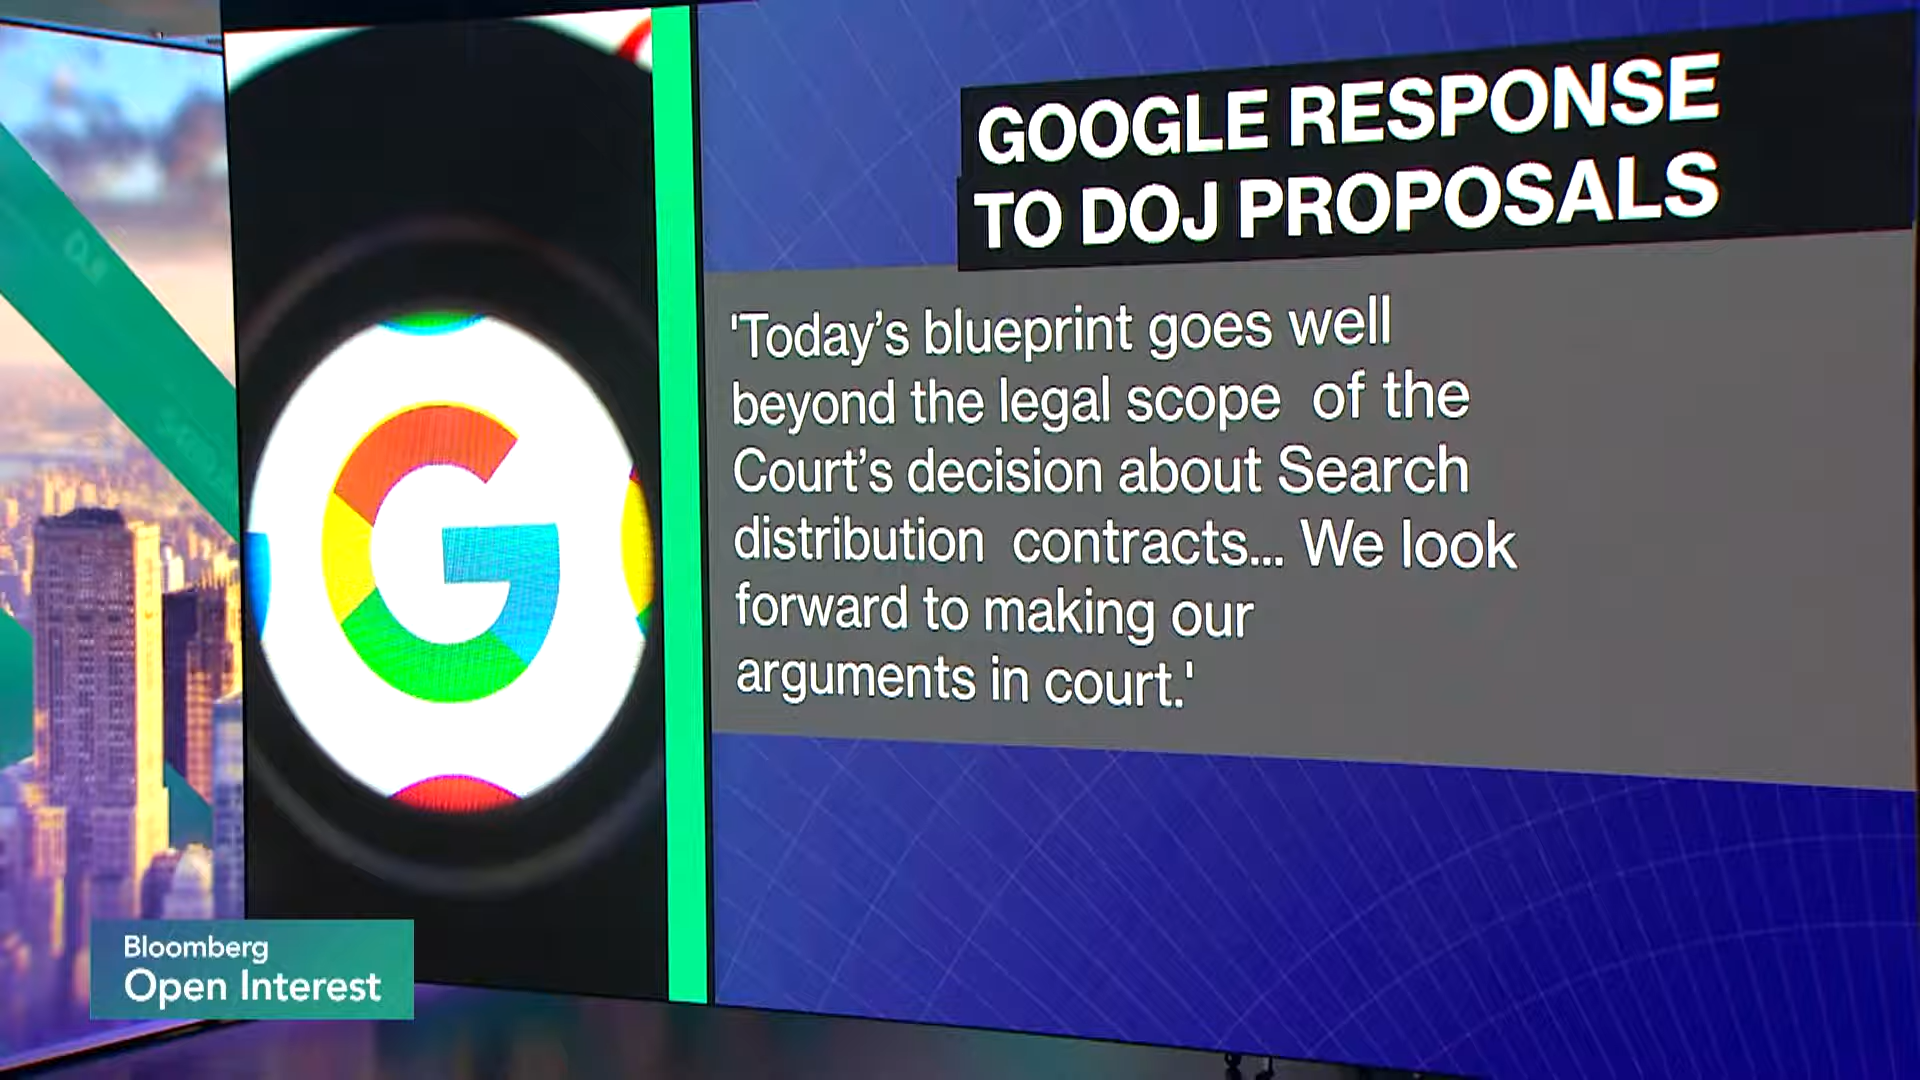 GOOGLE RESPONSE
TO DOJ PROPOSALS
'Today’s blueprint goes well
beyond the legal scope of the
Court’s decision about Search
distribution contracts... We look
forward to making our
arguments in court.'
Bloomberg
Open Interest